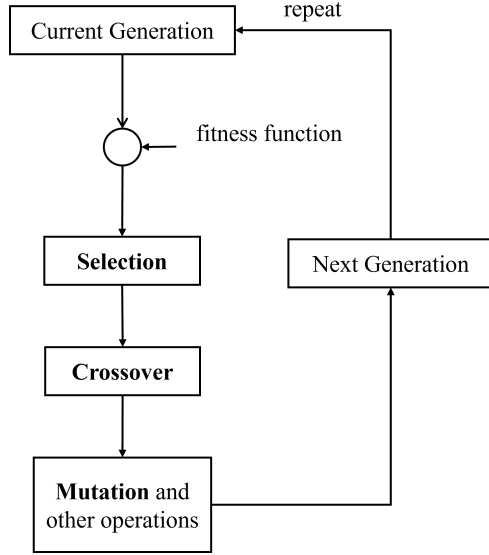 repeat
Current Generation
fitness function
Selection
Next Generation
Crossover
Mutation and
other operations